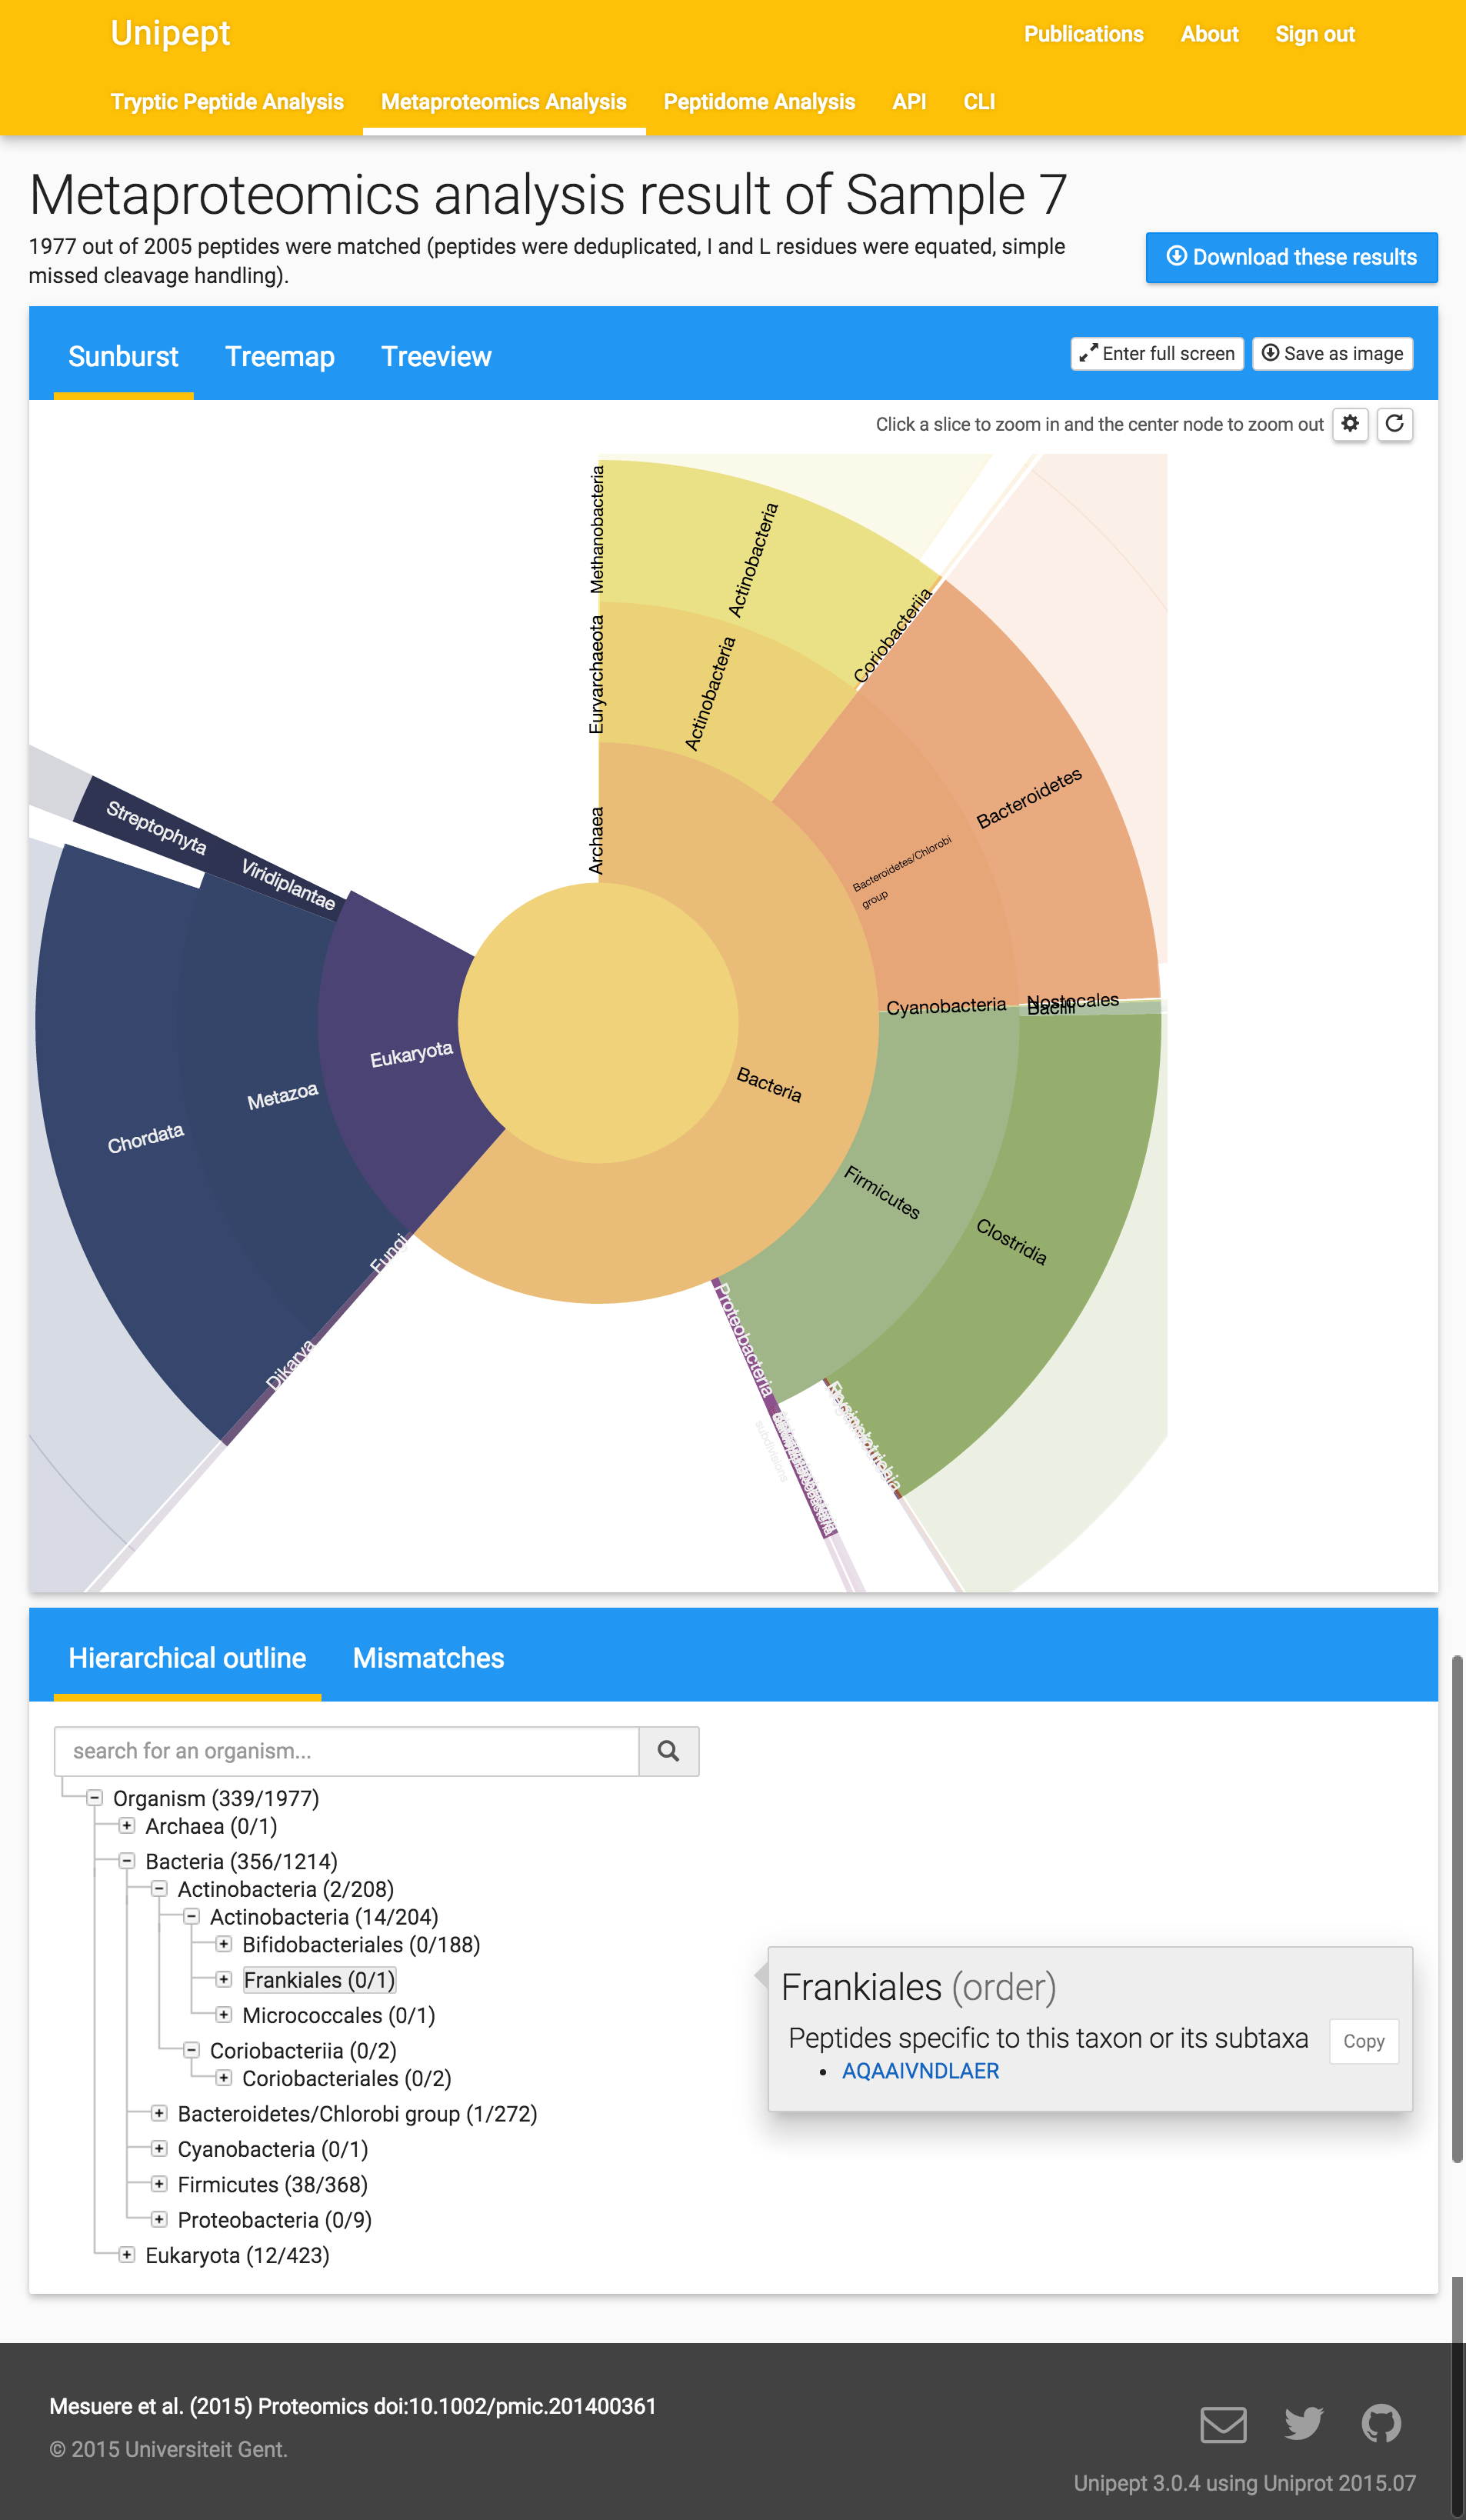 Unipept
Publications About Sign out
Tryptic Peptide Analysis Metaproteomics Analysis Peptidome Analysis API CLI
Metaproteomics analysis result of Sample 7
1977 out of 2005 peptides were matched (peptides were deduplicated, I and L residues were equated, simple
missed cleavage handling).
Download these results
Sunburst Treemap Treeview
Enter full screen Save as image
Click a slice to zoom in and the center node to zoom out
Methanobacteria
Actinobacteria
Coriobacteriia
Euryarchaeota
Actinobacteria
Archaea
Bacteroidetes
Bacteroidetes/Chlorobi
group
Streptophyta
Viridiplantae
Cyanobacteria
Nostocales
Bacilli
Eukaryota
Metazoa
Chordata
Bacteria
Firmicutes
Clostridia
Fungi
Dikarya
Proteobacteria
subdivisions
Hierarchical outline Mismatches
search for an organism...
Organism (339/1977)
Archaea (0/1)
Bacteria (356/1214)
Actinobacteria (2/208)
Actinobacteria (14/204)
Bifidobacteriales (0/188)
Frankiales (0/1)
Micrococcales (0/1)
Coriobacteriia (0/2)
Coriobacteriales (0/2)
Bacteroidetes/Chlorobi group (1/272)
Cyanobacteria (0/1)
Firmicutes (38/368)
Proteobacteria (0/9)
Eukaryota (12/423)
Frankiales (order)
Peptides specific to this taxon or its subtaxa
Copy
• AQAAIVNDLAER
Mesuere et al. (2015) Proteomics doi:10.1002/pmic.201400361
© 2015 Universiteit Gent.
Unipept 3.0.4 using Uniprot 2015.07